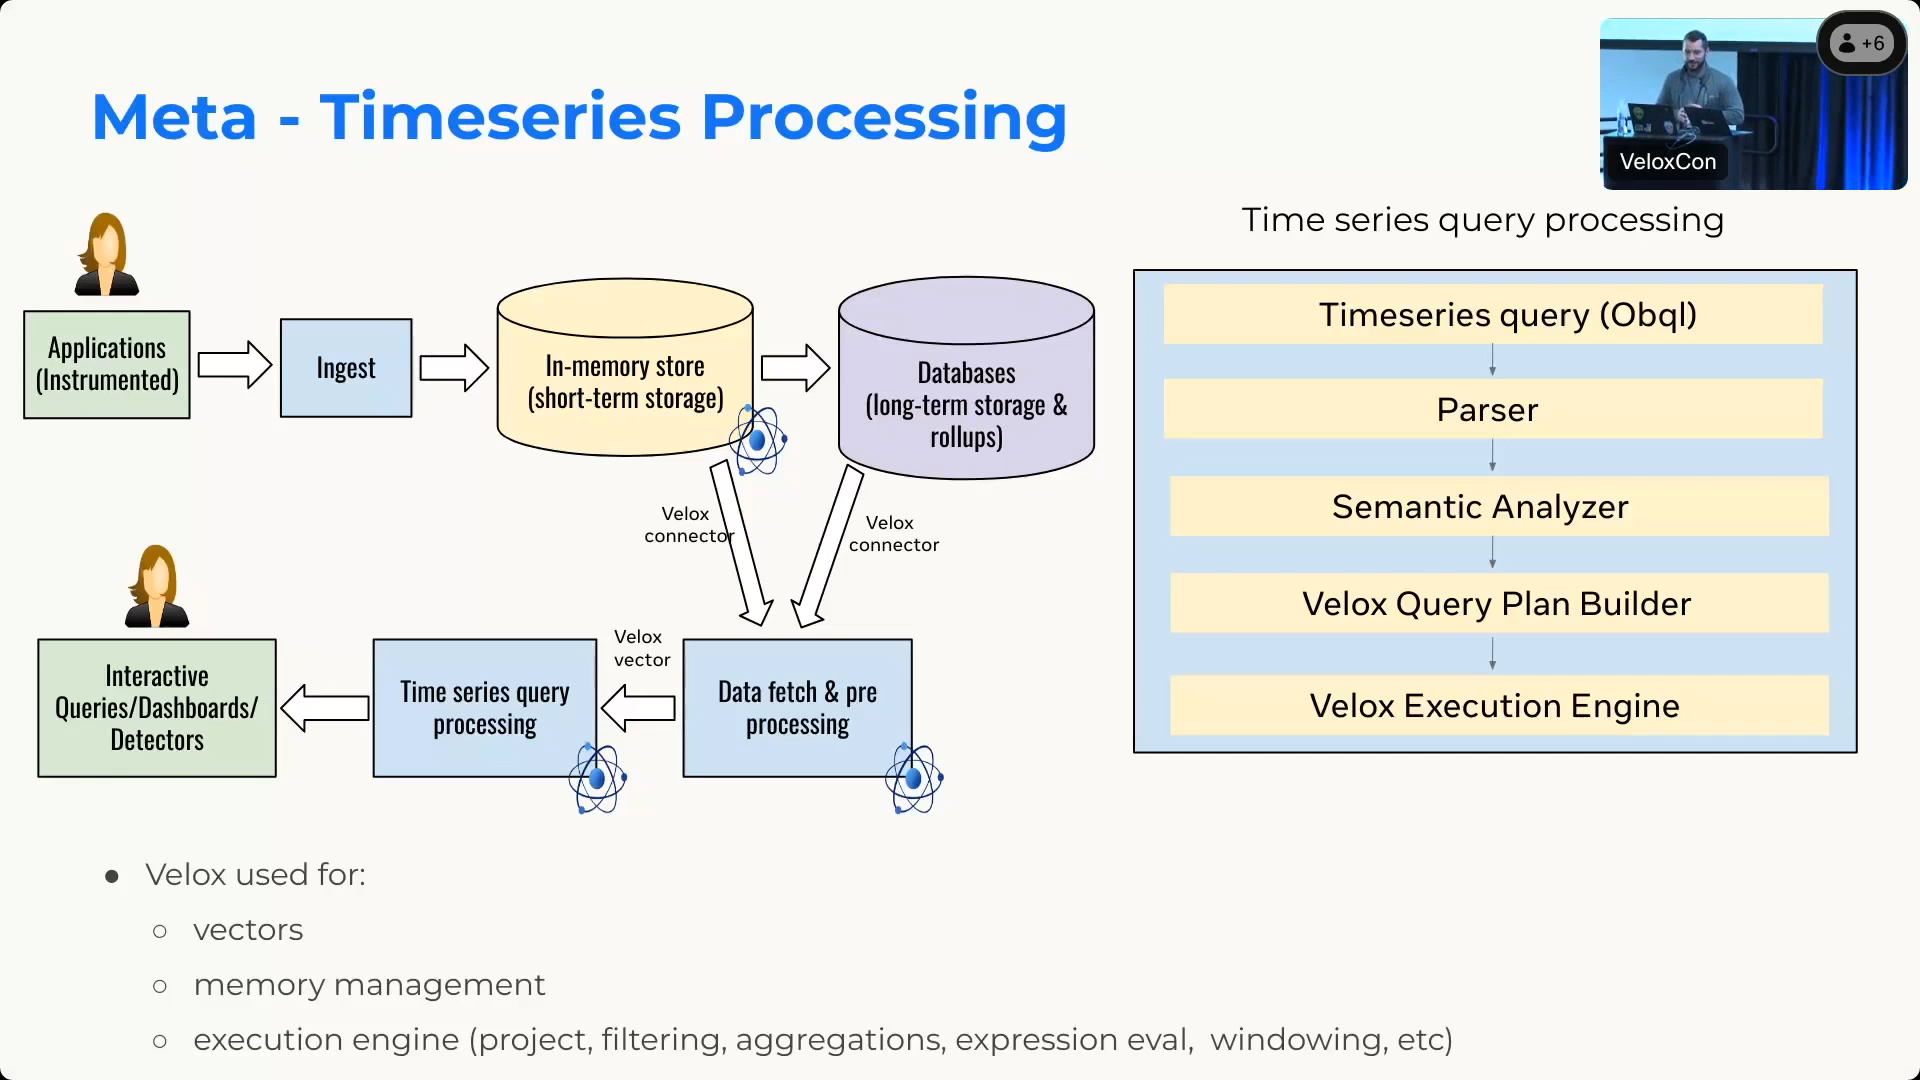 Meta - Timeseries Processing
+6
VeloxCon
Applications
(Instrumented)
Ingest
In-memory store
(short-term storage)
Databases
(long-term storage &
rollups)
Velox
connector
Velox
connector
Interactive
Queries/Dashboards/
Detectors
Time series query
processing
Velox
vector
Data fetch & pre
processing
Time series query processing
Timeseries query (Obql)
Parser
Semantic Analyzer
Velox Query Plan Builder
Velox Execution Engine
● Velox used for:
○ vectors
○ memory management
○ execution engine (project, filtering, aggregations, expression eval, windowing, etc)